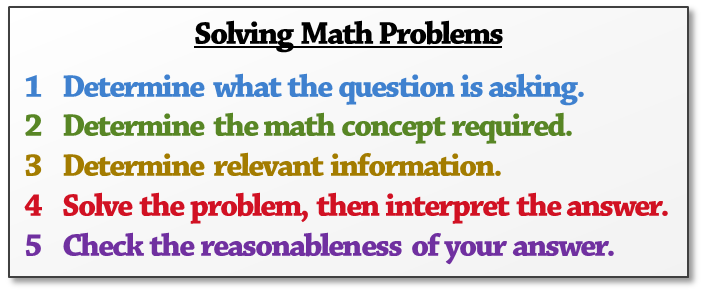 Solving Math Problems
1 Determine what the question is asking.
2 Determine the math concept required.
3 Determine relevant information.
4 Solve the problem, then interpret the answer.
5 Check the reasonableness of your answer.